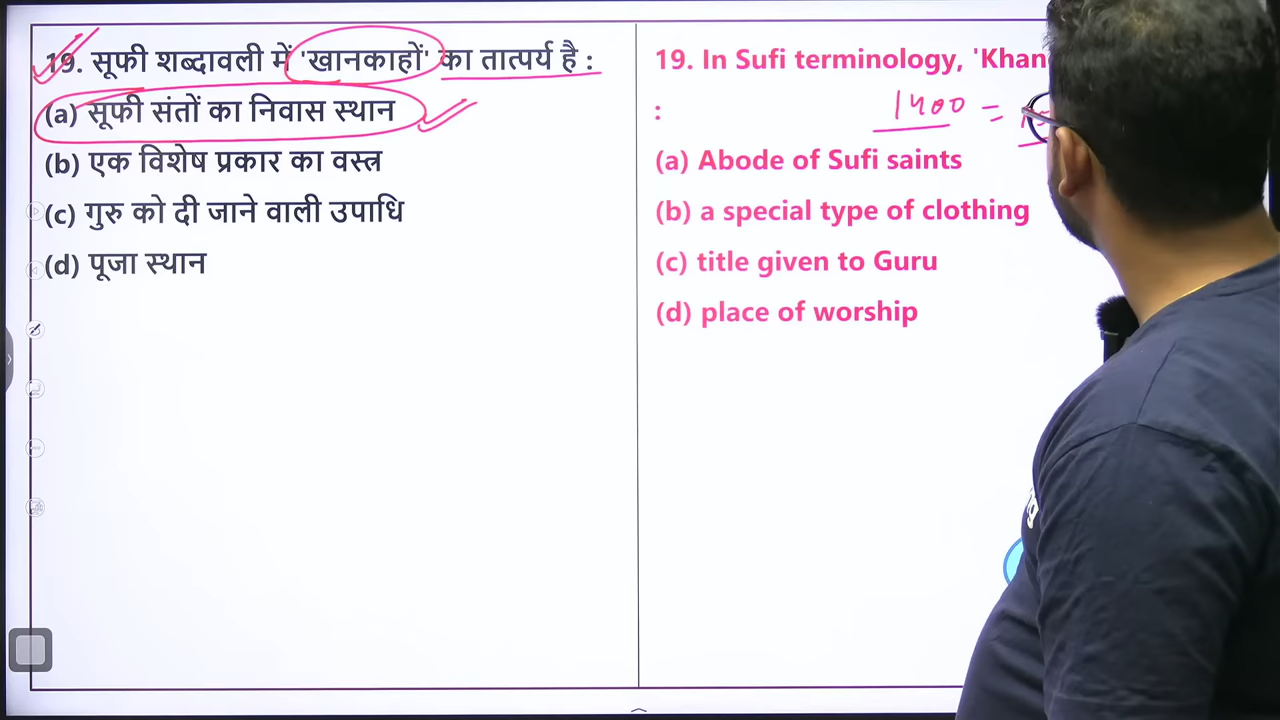 19. सूफी शब्दावली में 'खानकाहों' का तात्पर्य है :
(a) सूफी संतों का निवास स्थान
(b) एक विशेष प्रकार का वस्त्र
(c) गुरु को दी जाने वाली उपाधि
(d) पूजा स्थान
19. In Sufi terminology, 'Khan
:
1400 =
(a) Abode of Sufi saints
(b) a special type of clothing
(c) title given to Guru
(d) place of worship